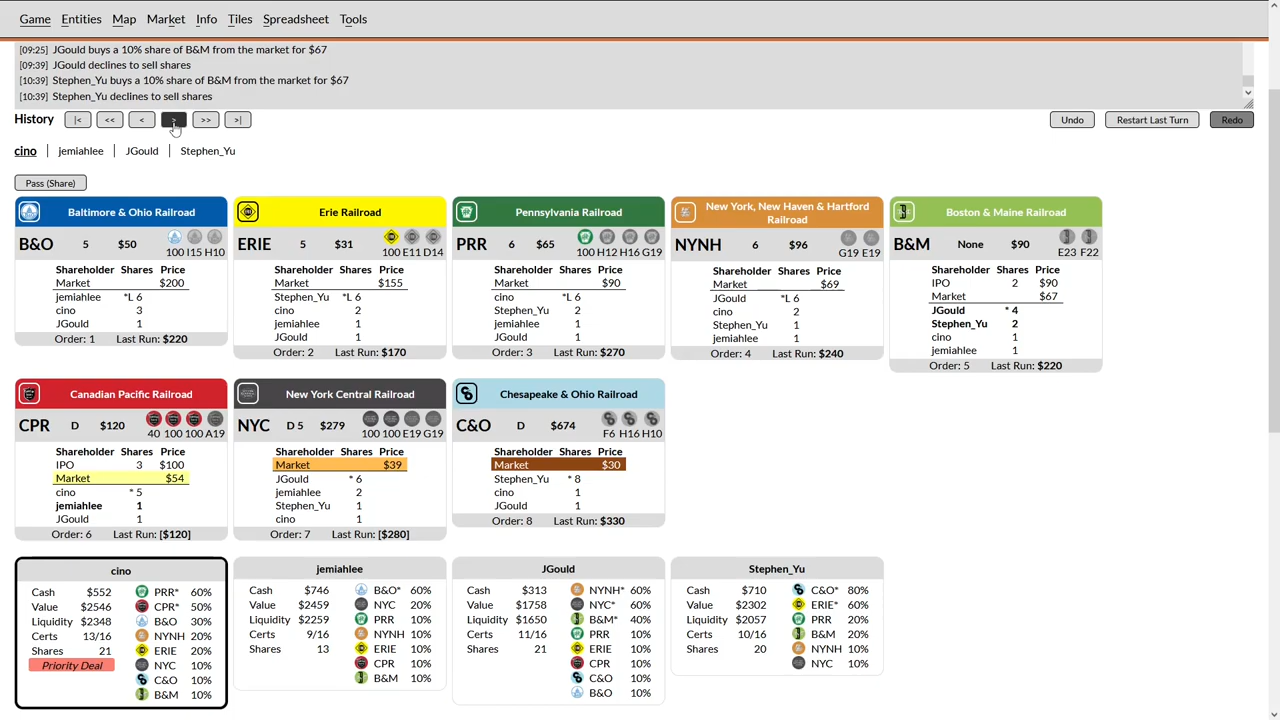 Game Entities Map Market Info Tiles Spreadsheet Tools
[09:25] JGould buys a 10% share of B&M from the market for $67
[09:39] JGould declines to sell shares
[10:39] Stephen_Yu buys a 10% share of B&M from the market for $67
[10:39] Stephen_Yu declines to sell shares
History |< << < > >> >| Undo Restart Last Turn Redo
cino | jemiahlee | JGould | Stephen_Yu
Pass (Share)
Baltimore & Ohio Railroad
B&O 5 $50
100 I15 H10
Shareholder Shares Price
Market $200
jemiahlee *L 6
cino 3
JGould 1
Order: 1 Last Run: $220
Erie Railroad
ERIE 5 $31
100 E11 D14
Shareholder Shares Price
Market $155
Stephen_Yu *L 6
cino 2
jemiahlee 1
JGould 1
Order: 2 Last Run: $170
Pennsylvania Railroad
PRR 6 $65
100 H12 H16 G19
Shareholder Shares Price
Market $90
cino *L 6
Stephen_Yu 2
jemiahlee 1
JGould 1
Order: 3 Last Run: $270
New York, New Haven & Hartford
Railroad
NYNH 6 $96
G19 E19
Shareholder Shares Price
Market $69
JGould *L 6
cino 2
Stephen_Yu 1
jemiahlee 1
Order: 4 Last Run: $240
Boston & Maine Railroad
B&M None $90
E23 F22
Shareholder Shares Price
IPO 2 $90
Market $67
JGould * 4
Stephen_Yu 2
cino 1
jemiahlee 1
Order: 5 Last Run: $220
Canadian Pacific Railroad
CPR D $120
40 100 100 A19
Shareholder Shares Price
IPO 3 $100
Market $54
cino * 5
jemiahlee 1
JGould 1
Order: 6 Last Run: [$120]
New York Central Railroad
NYC D 5 $279
100 100 E19 G19
Shareholder Shares Price
Market $39
JGould * 6
jemiahlee 2
Stephen_Yu 1
cino 1
Order: 7 Last Run: [$280]
Chesapeake & Ohio Railroad
C&O D $674
F6 H16 H10
Shareholder Shares Price
Market $30
Stephen_Yu * 8
cino 1
JGould 1
Order: 8 Last Run: $330
cino
Cash $552
Value $2546
Liquidity $2348
Certs 13/16
Shares 21
Priority Deal
PRR* 60%
CPR* 50%
B&O 30%
NYNH 20%
ERIE 20%
NYC 10%
C&O 10%
B&M 10%
jemiahlee
Cash $746
Value $2459
Liquidity $2259
Certs 9/16
Shares 13
B&O* 60%
NYC 20%
PRR 10%
NYNH 10%
ERIE 10%
CPR 10%
B&M 10%
JGould
Cash $313
Value $1758
Liquidity $1650
Certs 11/16
Shares 21
NYNH* 60%
NYC* 60%
B&M* 40%
PRR 10%
ERIE 10%
CPR 10%
C&O 10%
B&O 10%
Stephen_Yu
Cash $710
Value $2302
Liquidity $2057
Certs 10/16
Shares 20
C&O* 80%
ERIE* 60%
PRR 20%
B&M 20%
NYNH 10%
NYC 10%